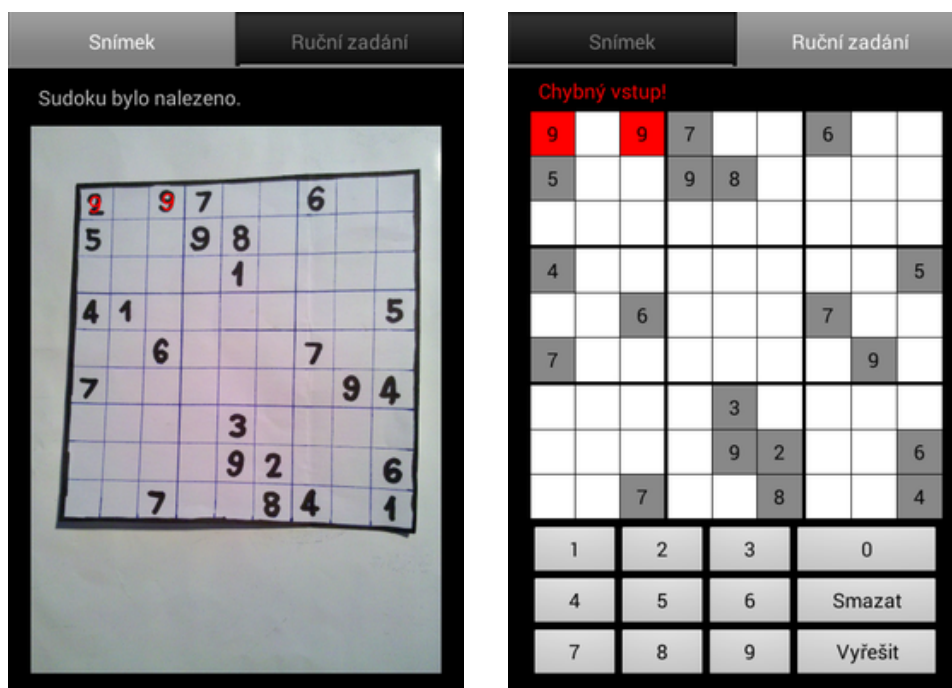 Snímek Ruční zadání
Sudoku bylo nalezeno.
2 9 7 6
5 9 8
1
4 1 5
6 7
7 9 4
3
9 2 6
7 8 4 1
Snímek Ruční zadání
Chybný vstup!
9 9 7 6
5 9 8
4 5
6 7
7 9
3
9 2 6
7 8 4
1 2 3 0
4 5 6 Smazat
7 8 9 Vyřešit